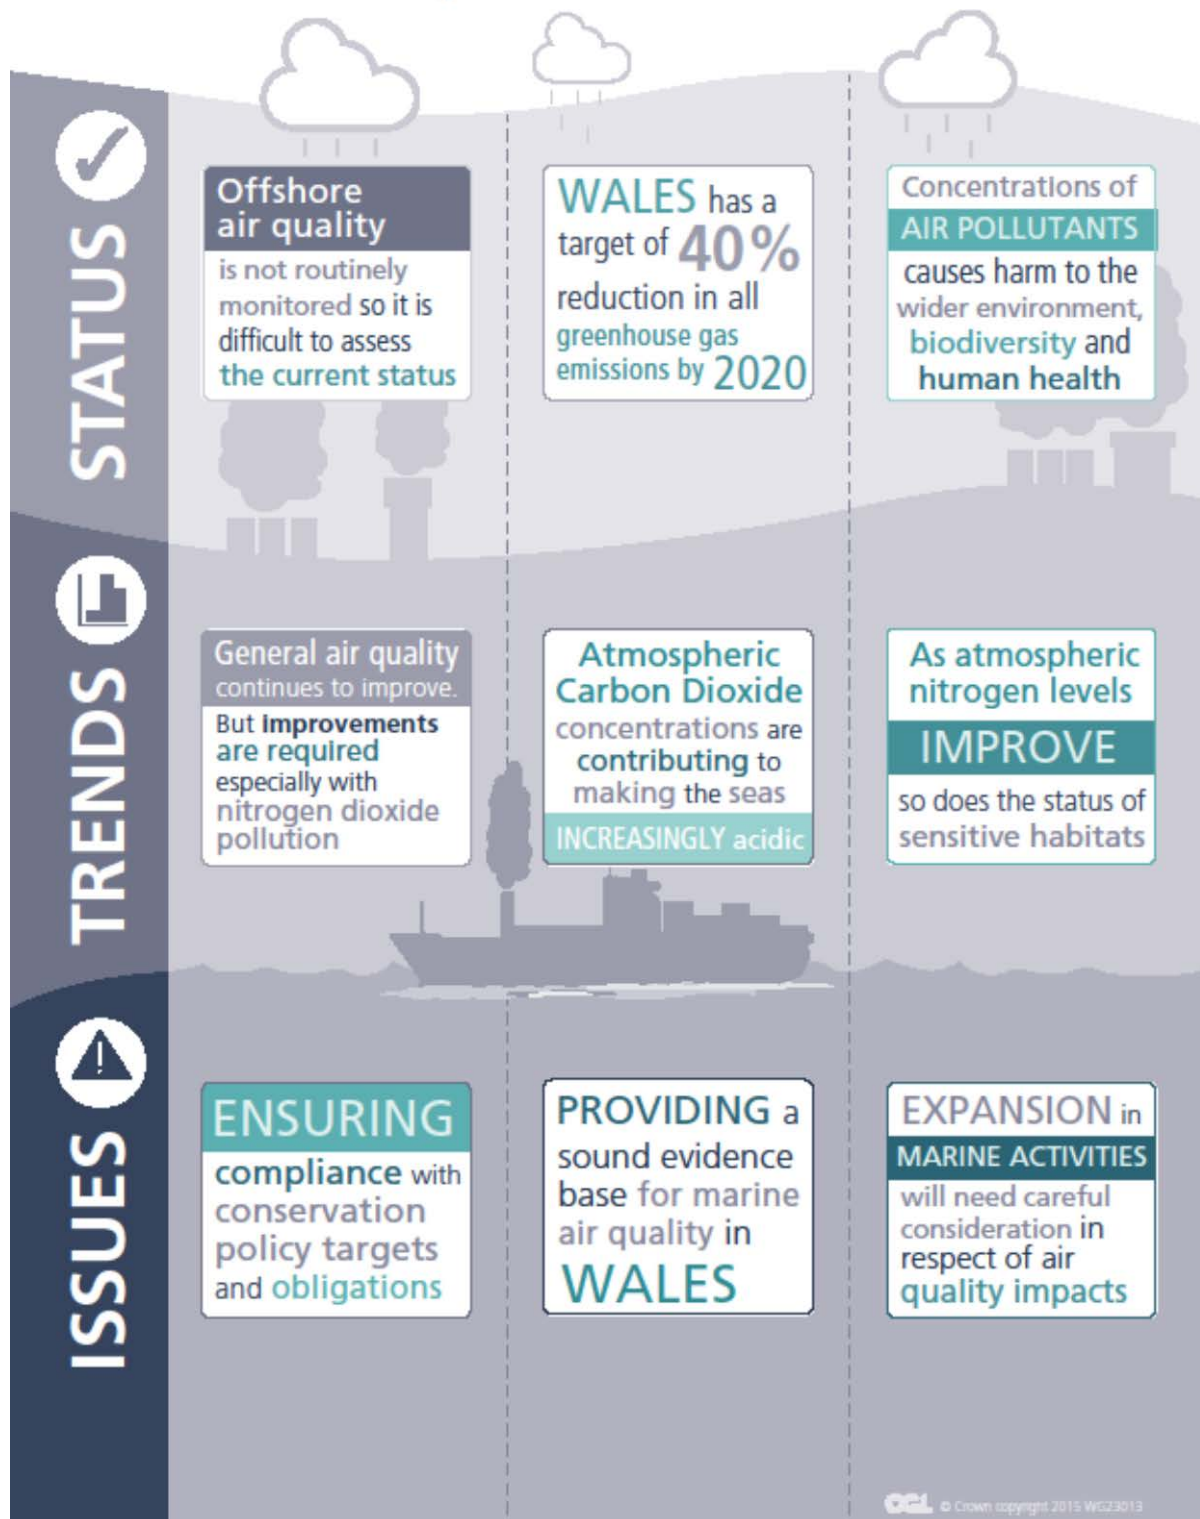 STATUS
Offshore
air quality
is not routinely
monitored so it is
difficult to assess
the current status
WALES has a
target of 40%
reduction in all
greenhouse gas
emissions by 2020
Concentrations of
AIR POLLUTANTS
causes harm to the
wider environment,
biodiversity and
human health
TRENDS
General air quality
continues to improve.
But improvements
are required
especially with
nitrogen dioxide
pollution
Atmospheric
Carbon Dioxide
concentrations are
contributing to
making the seas
INCREASINGLY acidic
As atmospheric
nitrogen levels
IMPROVE
so does the status of
sensitive habitats
ISSUES
ENSURING
compliance with
conservation
policy targets
and obligations
PROVIDING a
sound evidence
base for marine
air quality in
WALES
EXPANSION in
MARINE ACTIVITIES
will need careful
consideration in
respect of air
quality impacts
OGL © Crown copyright 2015 WG23013